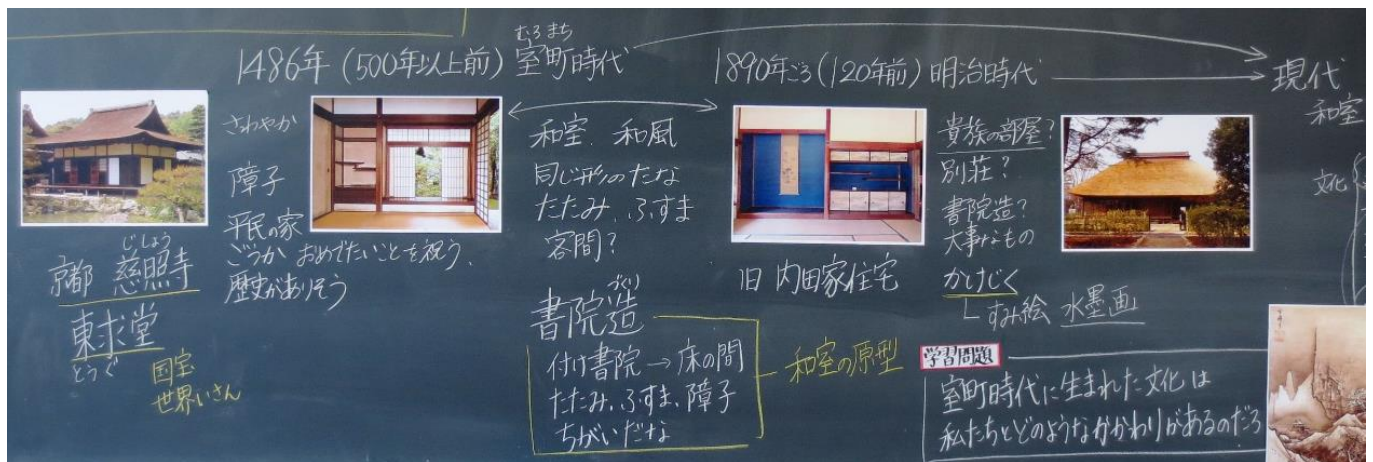 1486年 (500年以上前) 室町時代
むろまち
1890年ごろ (120年前) 明治時代
現代
和室
文化
さわやか
障子
平民の家
ごうか おめでたいことを祝う、
歴史がありそう
京都 慈照寺
じしょう
東求堂
とうぐ
国宝
世界いさん
和室、和風
同じ形のたな
たたみ、ふすま
客間?
書院造
づくり
付け書院→床の間
たたみ、ふすま、障子
ちがいだな
和室の原型
旧 内田家住宅
貴族の部屋?
別荘?
書院造?
大事なもの
かけじく
すみ絵 水墨画
学習問題
室町時代に生まれた文化は
私たちとどのようなかかわりがあるのだろ